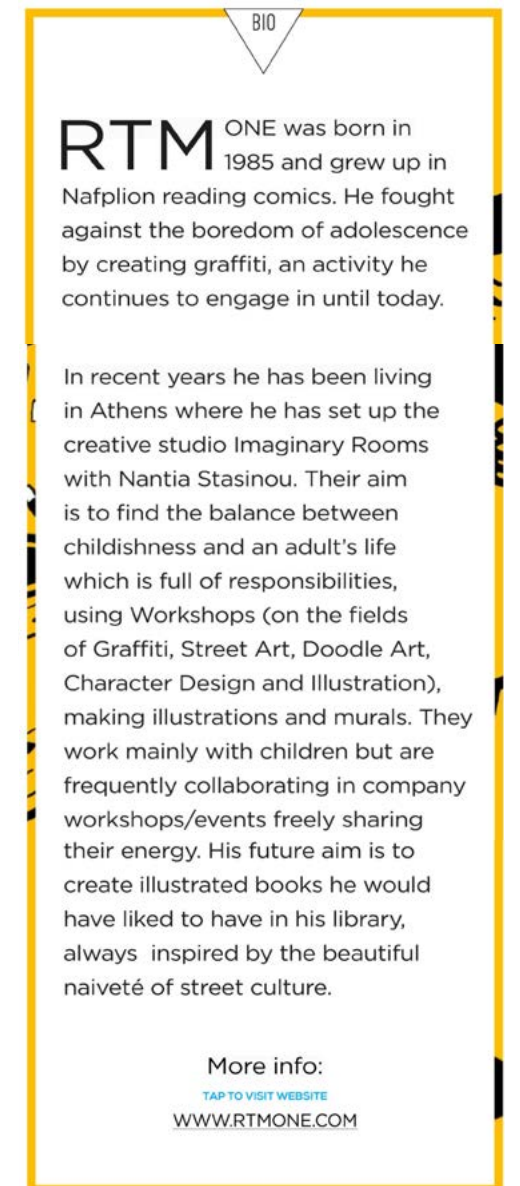 BIO
RTM ONE was born in
1985 and grew up in
Nafplion reading comics. He fought
against the boredom of adolescence
by creating graffiti, an activity he
continues to engage in until today.
In recent years he has been living
in Athens where he has set up the
creative studio Imaginary Rooms
with Nantia Stasinou. Their aim
is to find the balance between
childishness and an adult's life
which is full of responsibilities,
using Workshops (on the fields
of Graffiti, Street Art, Doodle Art,
Character Design and Illustration),
making illustrations and murals. They
work mainly with children but are
frequently collaborating in company
workshops/events freely sharing
their energy. His future aim is to
create illustrated books he would
have liked to have in his library,
always  inspired by the beautiful
naiveté of street culture.
More info:
TAP TO VISIT WEBSITE
WWW.RTMONE.COM